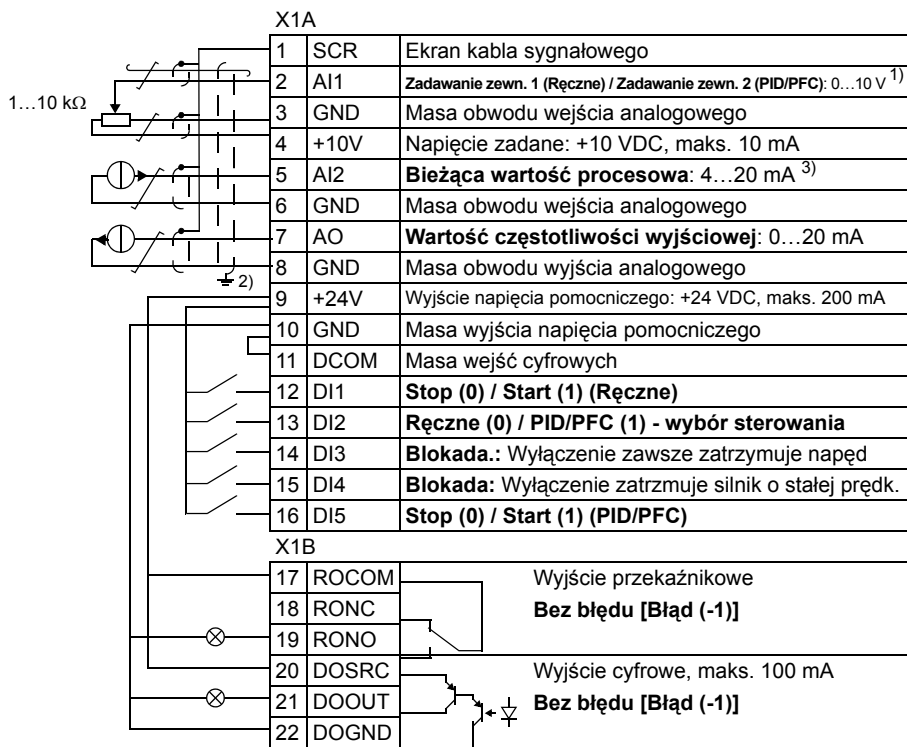 X1A
1 SCR Ekran kabla sygnałowego
2 AI1 Zadawanie zewn. 1 (Ręczne) / Zadawanie zewn. 2 (PID/PFC): 0…10 V 1)
1…10 kΩ
3 GND Masa obwodu wejścia analogowego
4 +10V Napięcie zadane: +10 VDC, maks. 10 mA
5 AI2 Bieżąca wartość procesowa: 4…20 mA 3)
6 GND Masa obwodu wejścia analogowego
7 AO Wartość częstotliwości wyjściowej: 0…20 mA
8 GND Masa obwodu wyjścia analogowego
2)
9 +24V Wyjście napięcia pomocniczego: +24 VDC, maks. 200 mA
10 GND Masa wyjścia napięcia pomocniczego
11 DCOM Masa wejść cyfrowych
12 DI1 Stop (0) / Start (1) (Ręczne)
13 DI2 Ręczne (0) / PID/PFC (1) - wybór sterowania
14 DI3 Blokada.: Wyłączenie zawsze zatrzymuje napęd
15 DI4 Blokada: Wyłączenie zatrzmuje silnik o stałej prędk.
16 DI5 Stop (0) / Start (1) (PID/PFC)
X1B
17 ROCOM Wyjście przekaźnikowe
18 RONC Bez błędu [Błąd (-1)]
19 RONO
20 DOSRC Wyjście cyfrowe, maks. 100 mA
21 DOOUT Bez błędu [Błąd (-1)]
22 DOGND